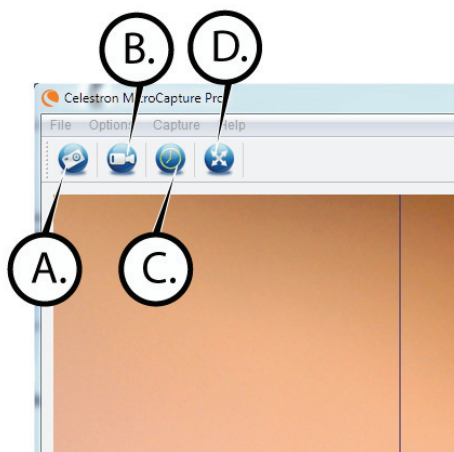 B.
D.
Celestron MicroCapture Pro
File Options Capture Help
A.
C.